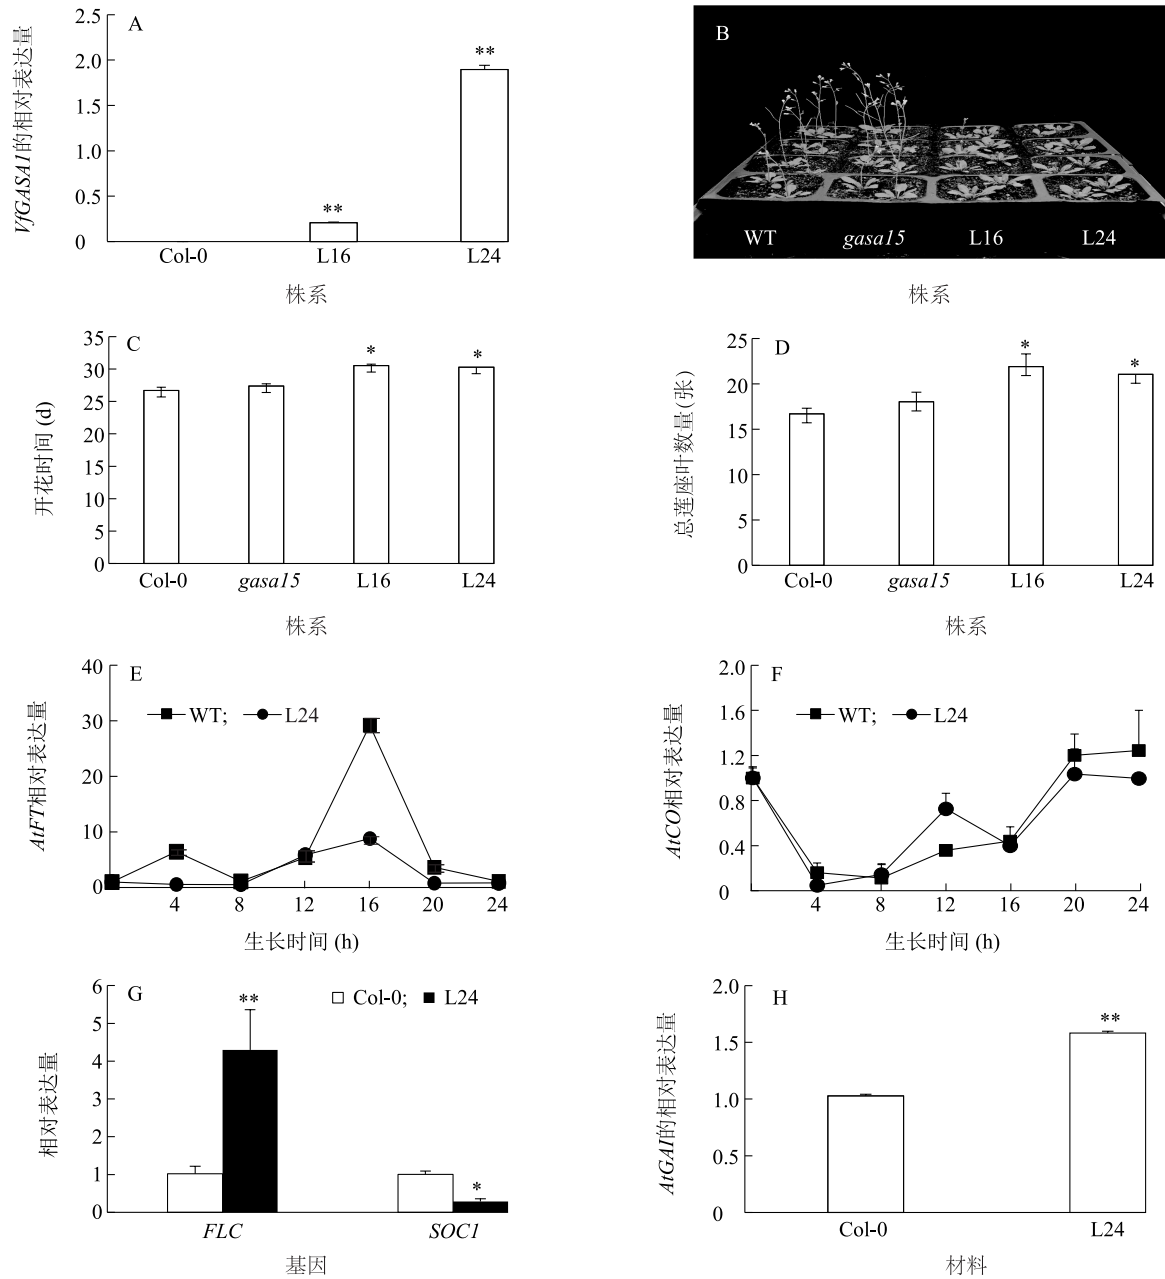 A
VfGASA1的相对表达量
2.5
2.0
1.5
1.0
0.5
0
**
**
Col-0 L16 L24
株系
B
WT gasa15 L16 L24
株系
C
开花时间 (d)
35
30
25
20
15
10
5
0
* *
Col-0 gasa15 L16 L24
株系
D
总莲座叶数量(张)
25
20
15
10
5
0
*
*
Col-0 gasa15 L16 L24
株系
E
AtFT相对表达量
40
30
20
10
0
WT; L24
4 8 12 16 20 24
生长时间 (h)
F
AtCO相对表达量
2.0
1.6
1.2
0.8
0.4
0
WT; L24
4 8 12 16 20 24
生长时间 (h)
G
相对表达量
6
5
4
3
2
1
0
Col-0; L24
**
*
FLC SOC1
基因
H
AtGAI的相对表达量
2.0
1.5
1.0
0.5
0
**
Col-0 L24
材料